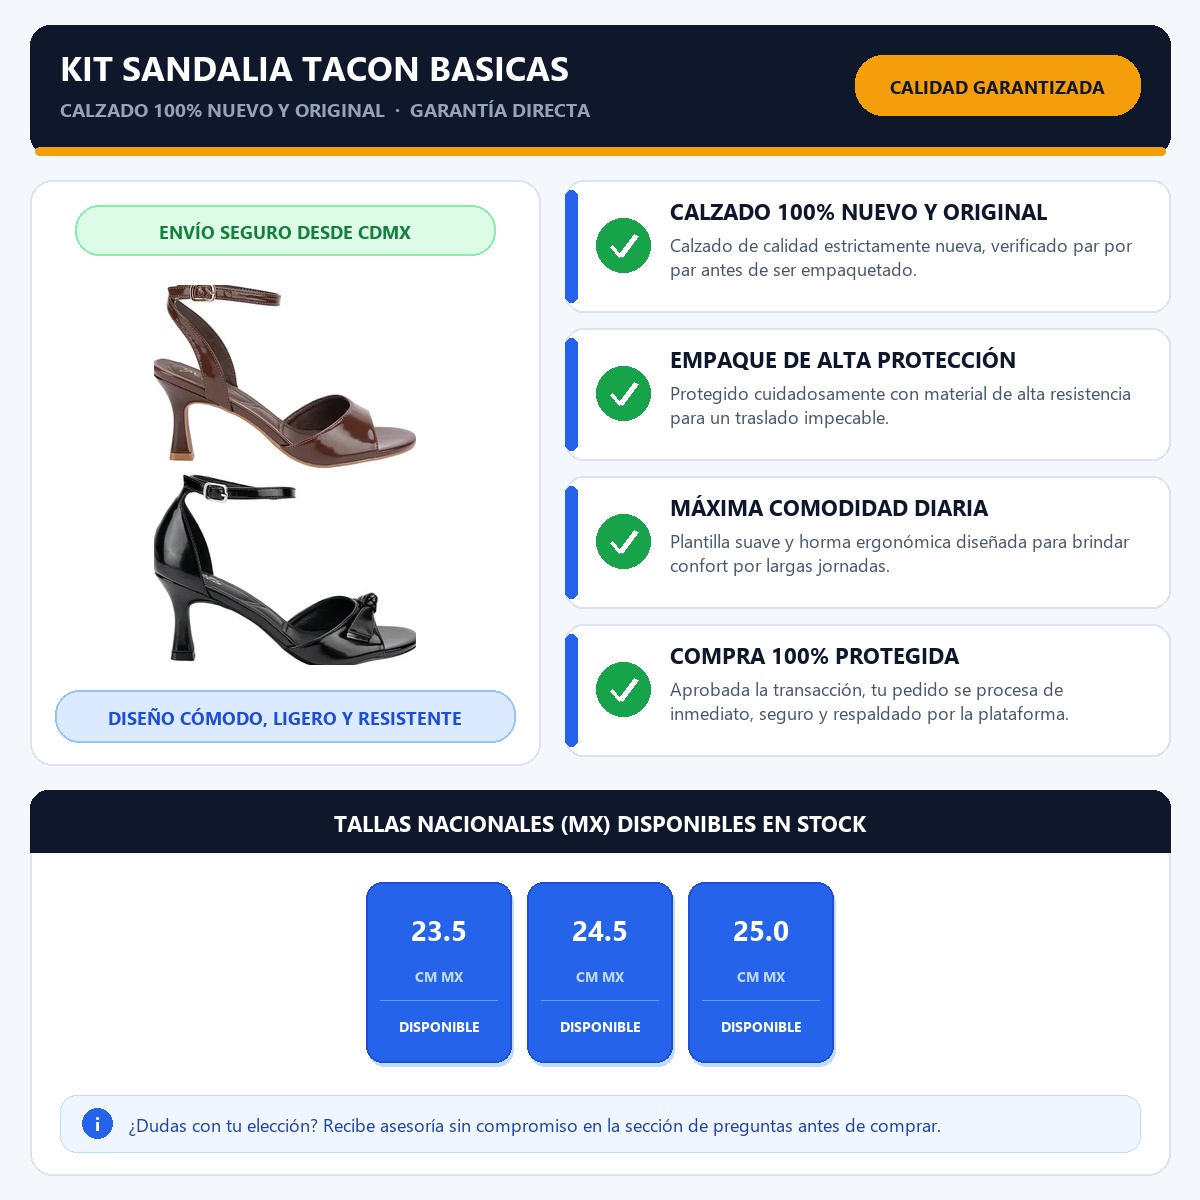 KIT SANDALIA TACON BASICAS
CALZADO 100% NUEVO Y ORIGINAL · GARANTÍA DIRECTA
CALIDAD GARANTIZADA
ENVÍO SEGURO DESDE CDMX
DISEÑO CÓMODO, LIGERO Y RESISTENTE
CALZADO 100% NUEVO Y ORIGINAL
Calzado de calidad estrictamente nueva, verificado par por
par antes de ser empaquetado.
EMPAQUE DE ALTA PROTECCIÓN
Protegido cuidadosamente con material de alta resistencia
para un traslado impecable.
MÁXIMA COMODIDAD DIARIA
Plantilla suave y horma ergonómica diseñada para brindar
confort por largas jornadas.
COMPRA 100% PROTEGIDA
Aprobada la transacción, tu pedido se procesa de
inmediato, seguro y respaldado por la plataforma.
TALLAS NACIONALES (MX) DISPONIBLES EN STOCK
23.5
CM MX
DISPONIBLE
24.5
CM MX
DISPONIBLE
25.0
CM MX
DISPONIBLE
¿Dudas con tu elección? Recibe asesoría sin compromiso en la sección de preguntas antes de comprar.